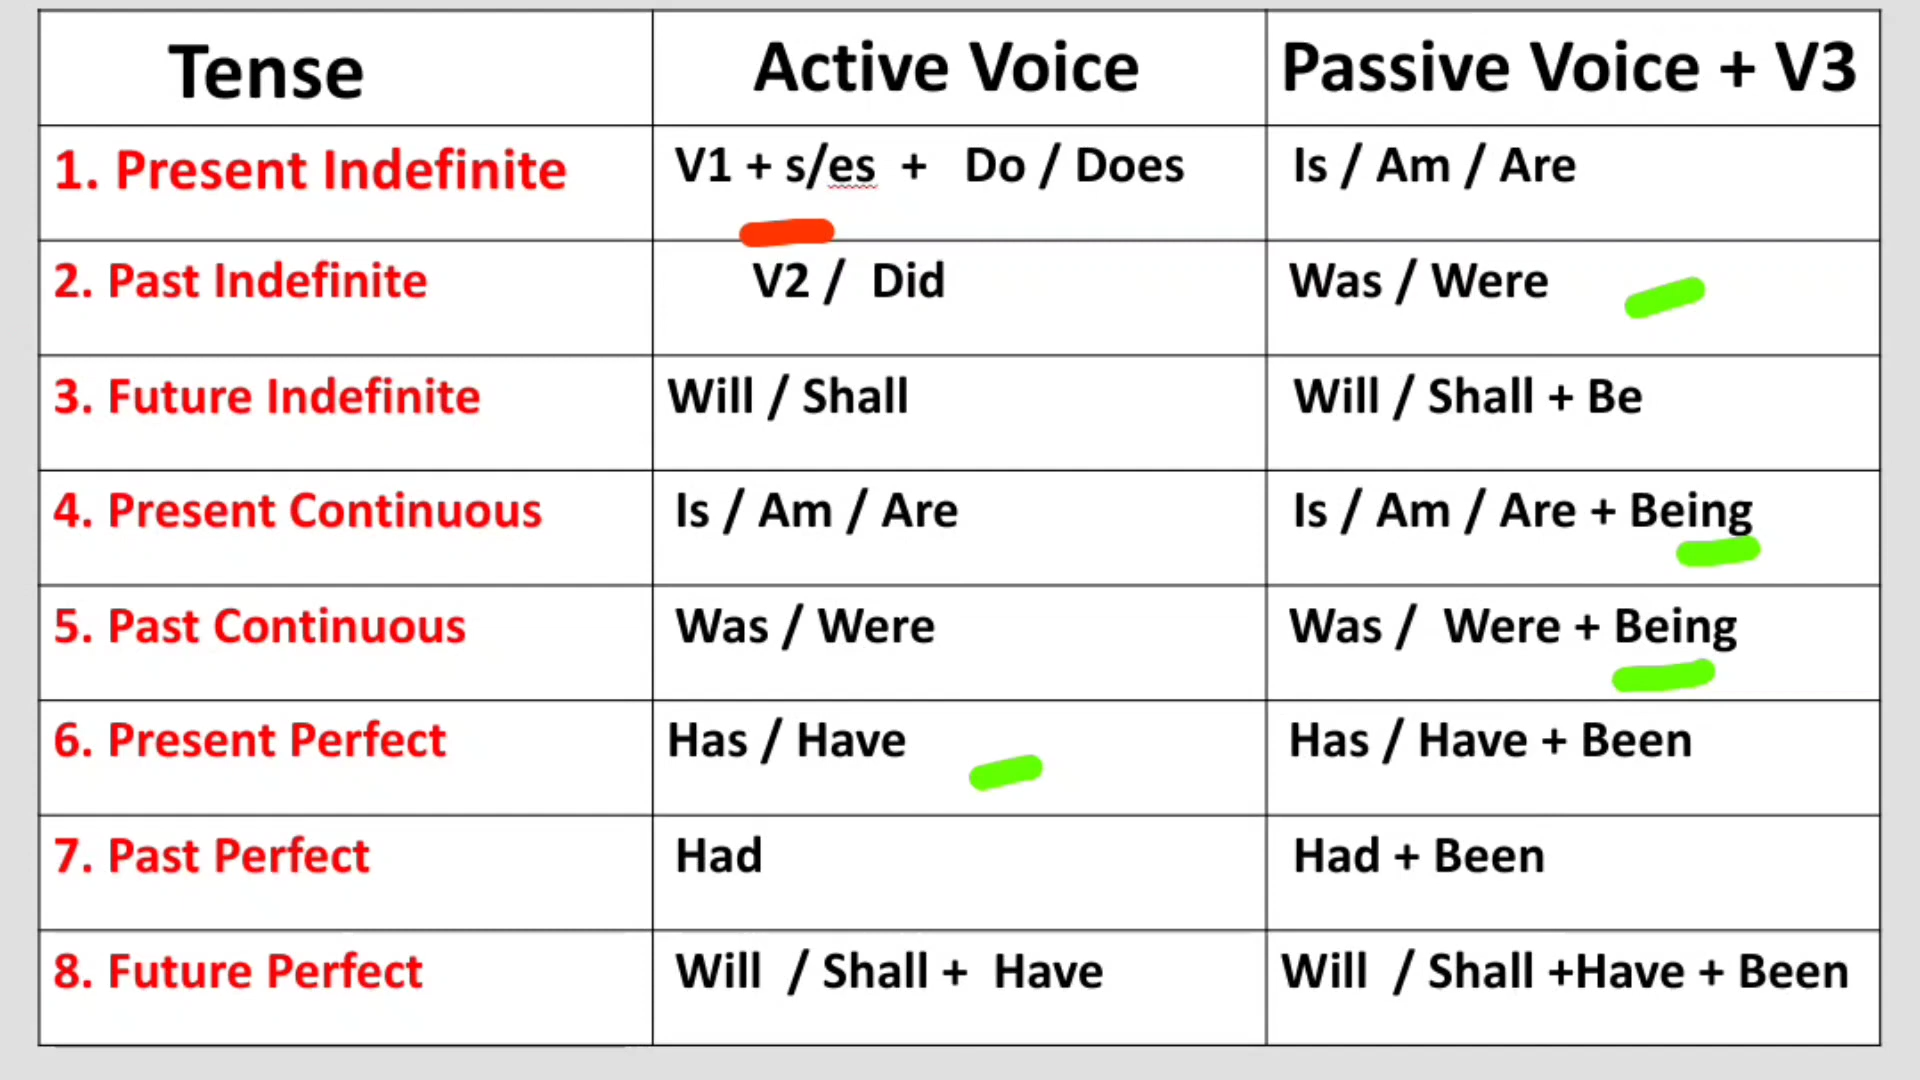 Tense Active Voice Passive Voice + V3
1. Present Indefinite V1 + s/es + Do / Does Is / Am / Are
2. Past Indefinite V2 / Did Was / Were
3. Future Indefinite Will / Shall Will / Shall + Be
4. Present Continuous Is / Am / Are Is / Am / Are + Being
5. Past Continuous Was / Were Was / Were + Being
6. Present Perfect Has / Have Has / Have + Been
7. Past Perfect Had Had + Been
8. Future Perfect Will / Shall + Have Will / Shall +Have + Been